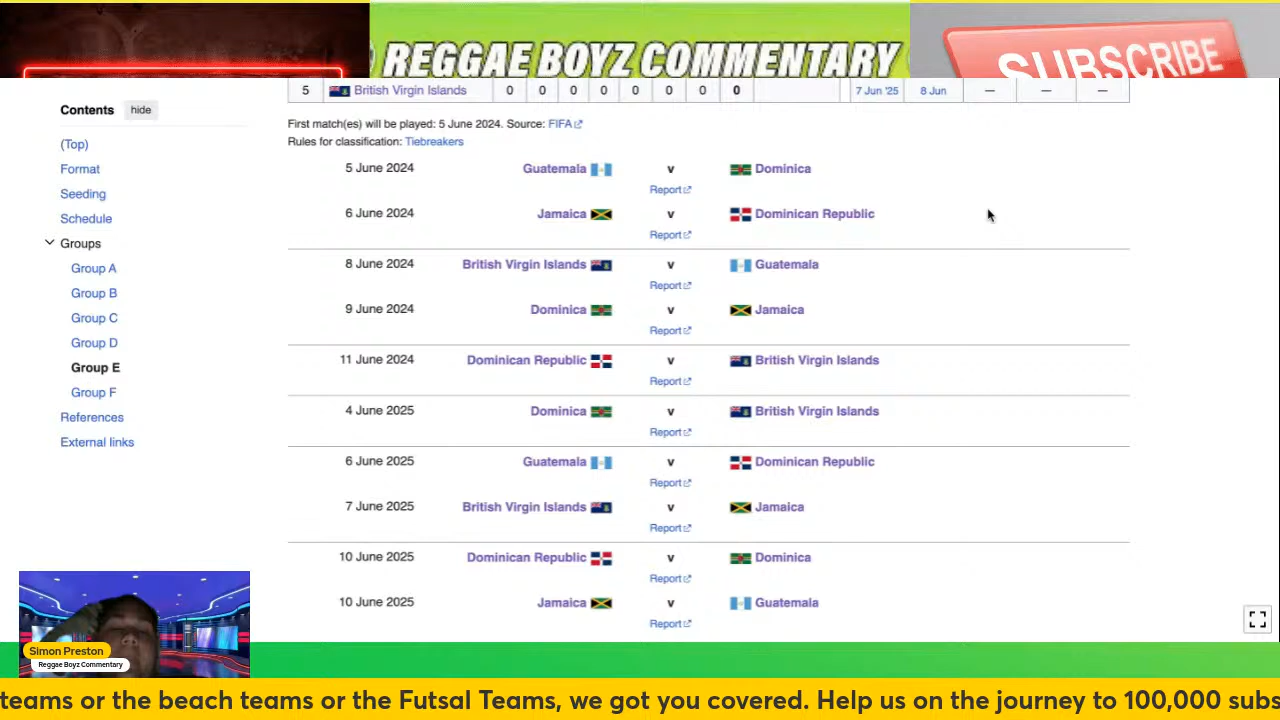 REGGAE BOYZ COMMENTARY
SUBSCRIBE
Contents hide
(Top)
Format
Seeding
Schedule
Groups
Group A
Group B
Group C
Group D
Group E
Group F
References
External links
5 British Virgin Islands 0 0 0 0 0 0 0 0 7 Jun '25 8 Jun — — —
First match(es) will be played: 5 June 2024. Source: FIFA
Rules for classification: Tiebreakers
5 June 2024 Guatemala v Dominica
Report
6 June 2024 Jamaica v Dominican Republic
Report
8 June 2024 British Virgin Islands v Guatemala
Report
9 June 2024 Dominica v Jamaica
Report
11 June 2024 Dominican Republic v British Virgin Islands
Report
4 June 2025 Dominica v British Virgin Islands
Report
6 June 2025 Guatemala v Dominican Republic
Report
7 June 2025 British Virgin Islands v Jamaica
Report
10 June 2025 Dominican Republic v Dominica
Report
10 June 2025 Jamaica v Guatemala
Report
Simon Preston
Reggae Boyz Commentary
teams or the beach teams or the Futsal Teams, we got you covered. Help us on the journey to 100,000 subs